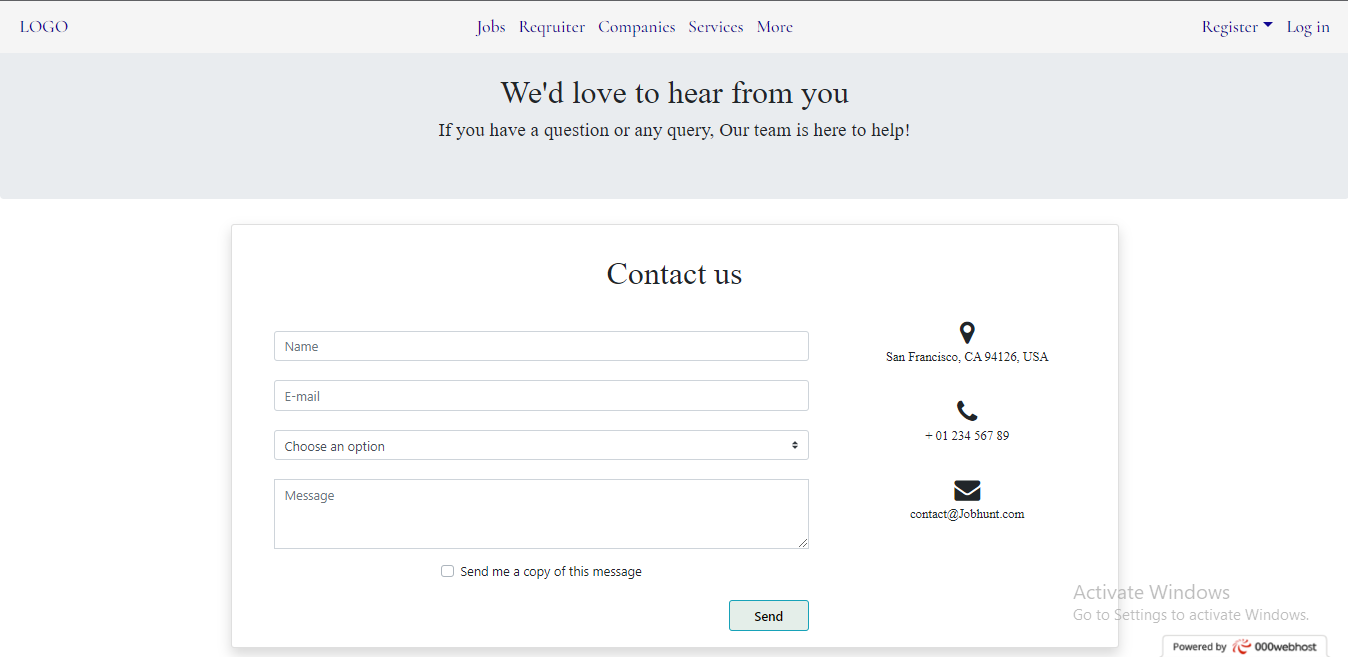 LOGO Jobs Reqruiter Companies Services More Register Log in
We'd love to hear from you
If you have a question or any query, Our team is here to help!
Contact us
Name
San Francisco, CA 94126, USA
E-mail
+ 01 234 567 89
Choose an option
Message
contact@Jobhunt.com
Send me a copy of this message
Send
Activate Windows
Go to Settings to activate Windows.
Powered by 000webhost